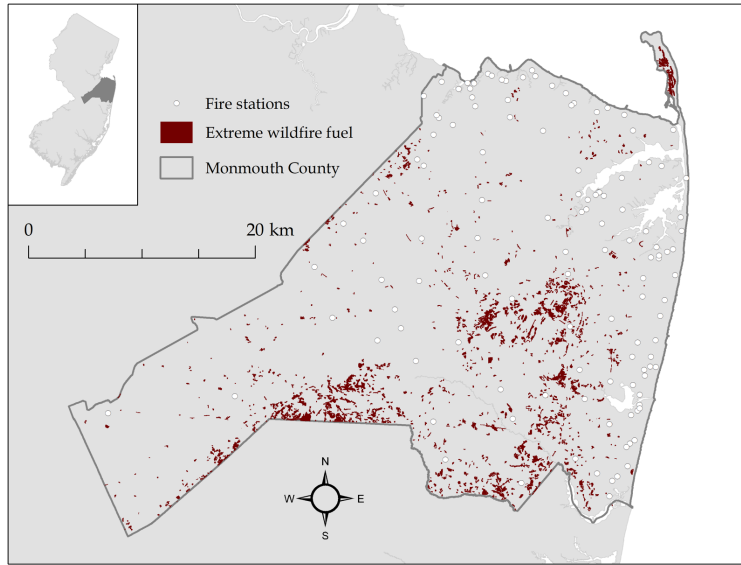 Fire stations
Extreme wildfire fuel
Monmouth County
0 20 km
N
W E
S